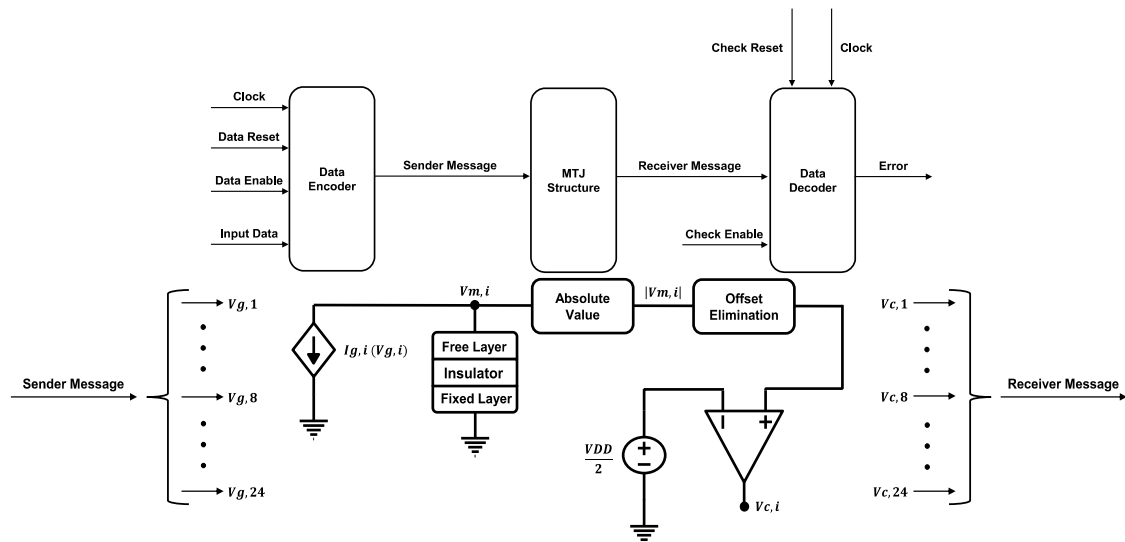 Check Reset
Clock
Clock
Data Reset
Data Enable
Input Data
Data
Encoder
Sender Message
MTJ
Structure
Receiver Message
Data
Decoder
Error
Check Enable
Sender Message
Vg,1
Vg,8
Vg,24
Ig,i (Vg,i)
Vm,i
Free Layer
Insulator
Fixed Layer
Absolute
Value
|Vm,i|
Offset
Elimination
VDD
2
+
−
−
+
Vc,i
Vc,1
Vc,8
Vc,24
Receiver Message